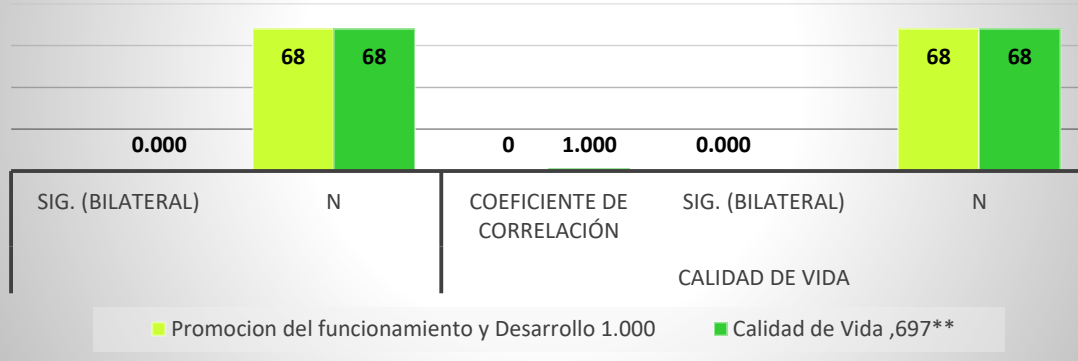 68 68 68 68
0.000 0 1.000 0.000
SIG. (BILATERAL) N COEFICIENTE DE CORRELACIÓN SIG. (BILATERAL) N
CALIDAD DE VIDA
Promocion del funcionamiento y Desarrollo 1.000 Calidad de Vida ,697**